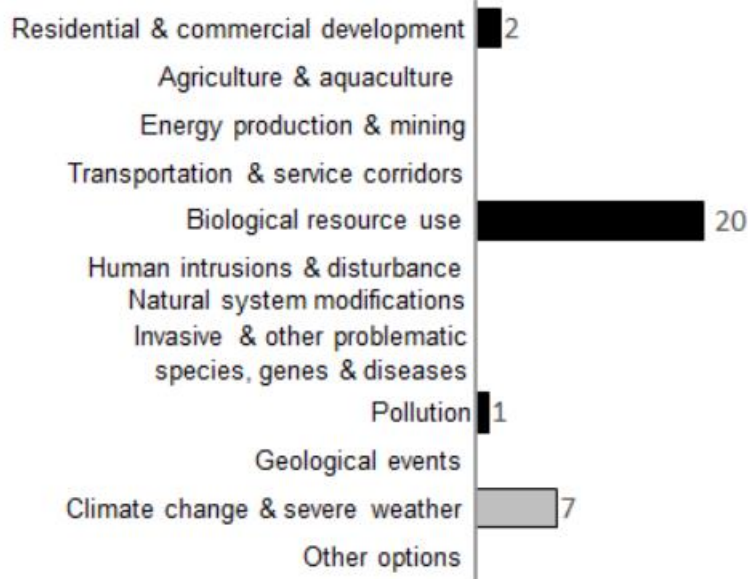 Residential & commercial development 2
Agriculture & aquaculture
Energy production & mining
Transportation & service corridors
Biological resource use 20
Human intrusions & disturbance
Natural system modifications
Invasive & other problematic
species, genes & diseases
Pollution 1
Geological events
Climate change & severe weather 7
Other options